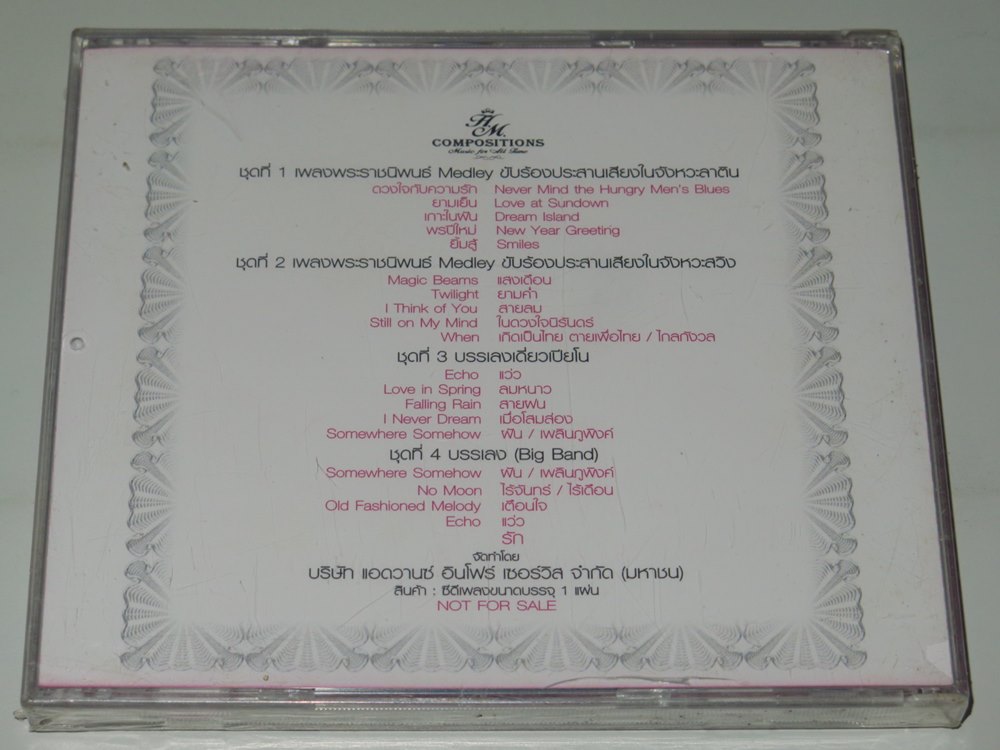 H.M.
COMPOSITIONS
Music for All Time
ชุดที่ 1 เพลงพระราชนิพนธ์ Medley ขับร้องประสานเสียงในจังหวะลาติน
ดวงใจกับความรัก Never Mind the Hungry Men's Blues
ยามเย็น Love at Sundown
เกาะในฝัน Dream Island
พรปีใหม่ New Year Greeting
ยิ้มสู้ Smiles
ชุดที่ 2 เพลงพระราชนิพนธ์ Medley ขับร้องประสานเสียงในจังหวะสวิง
Magic Beams แสงเดือน
Twilight ยามค่ำ
I Think of You สายลม
Still on My Mind ในดวงใจนิรันดร์
When เกิดเป็นไทย ตายเพื่อไทย / ไกลกังวล
ชุดที่ 3 บรรเลงเดี่ยวเปียโน
Echo แว่ว
Love in Spring ลมหนาว
Falling Rain สายฝน
I Never Dream เมื่อโสมส่อง
Somewhere Somehow ฝัน / เพลินภูพิงค์
ชุดที่ 4 บรรเลง (Big Band)
Somewhere Somehow ฝัน / เพลินภูพิงค์
No Moon ไร้จันทร์ / ไร้เดือน
Old Fashioned Melody เตือนใจ
Echo แว่ว
รัก
จัดทำโดย
บริษัท แอดวานซ์ อินโฟร์ เซอร์วิส จำกัด (มหาชน)
สินค้า : ซีดีเพลงขนาดบรรจุ 1 แผ่น
NOT FOR SALE